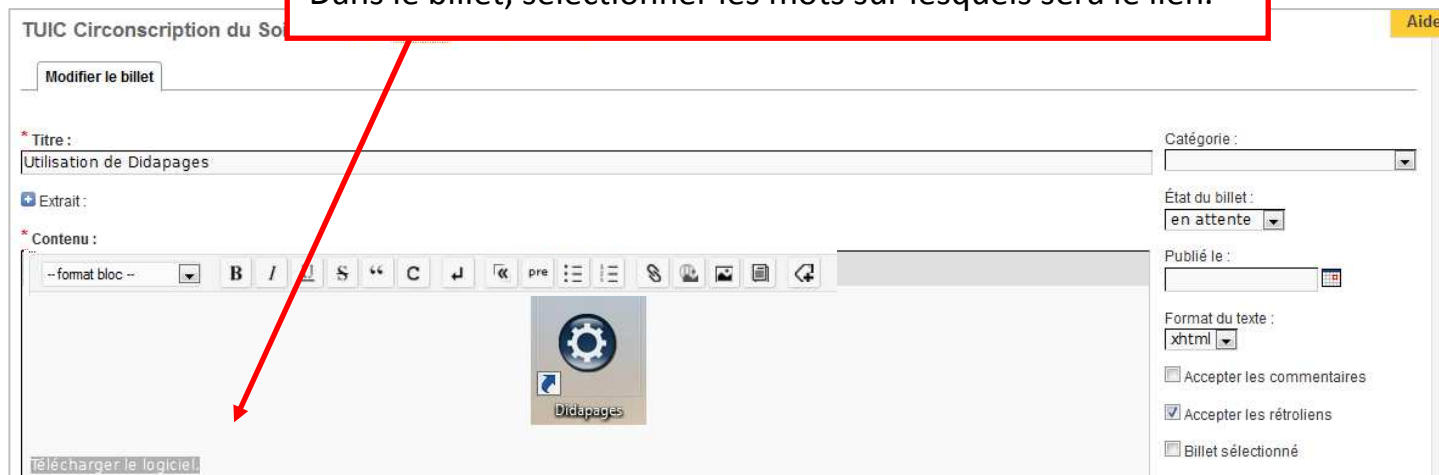 Dans le billet, sélectionner les mots sur lesquels sera le lien.
TUIC Circonscription du Soi
Aide
Modifier le billet
* Titre :
Utilisation de Didapages
Extrait :
* Contenu :
-- format bloc --
B I U S “ C ↵ « pre
Didapages
Télécharger le logiciel.
Catégorie :
État du billet :
en attente
Publié le :
Format du texte :
xhtml
Accepter les commentaires
Accepter les rétroliens
Billet sélectionné